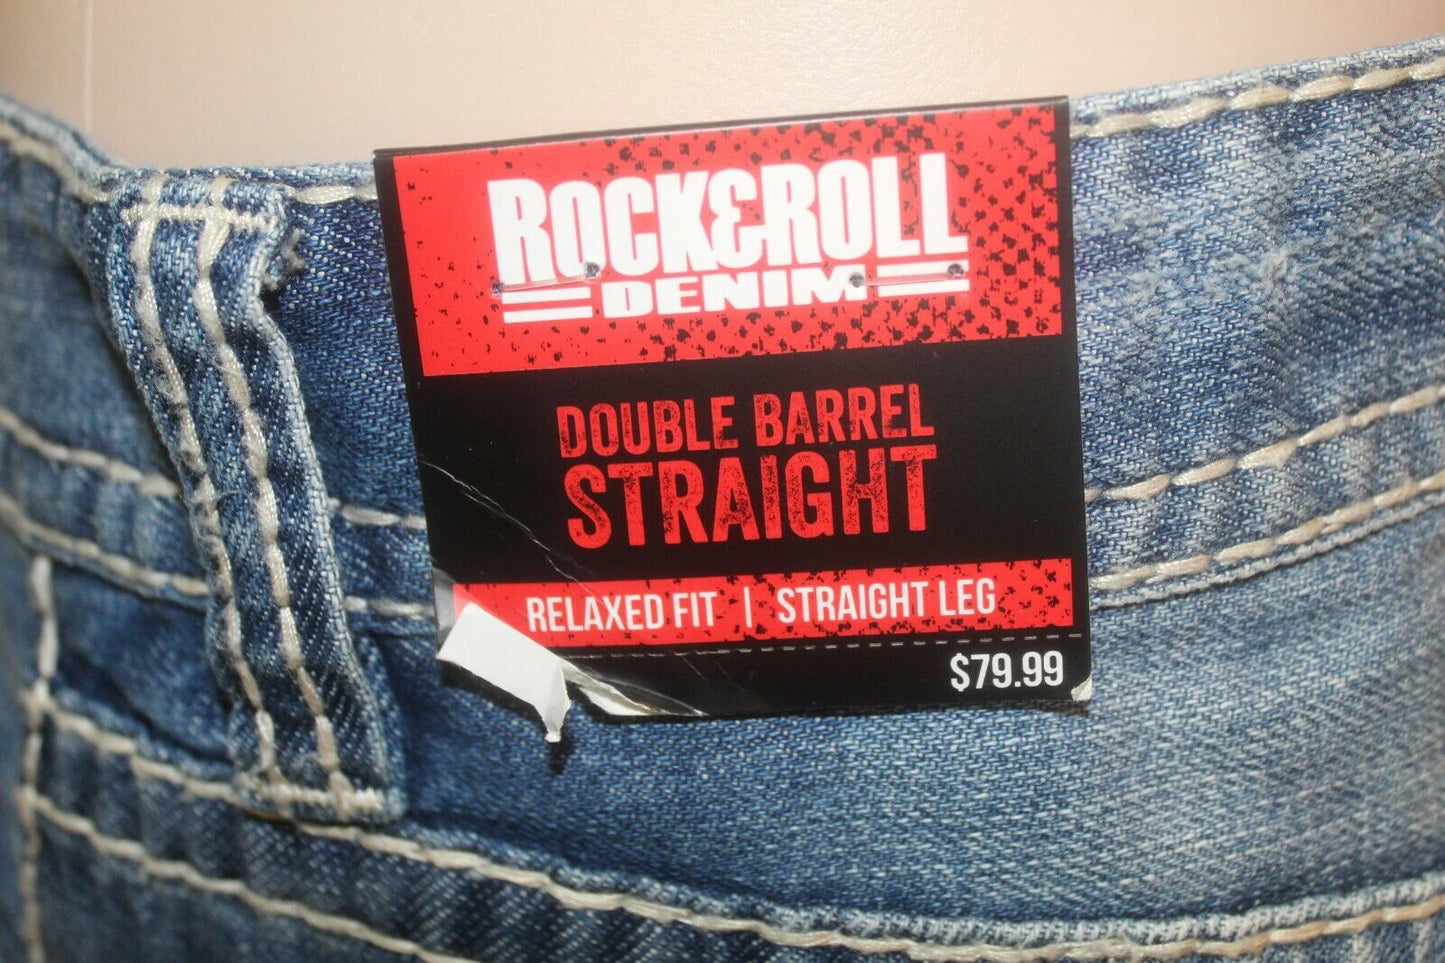 ROCK&ROLL
DENIM
DOUBLE BARREL
STRAIGHT
RELAXED FIT | STRAIGHT LEG
$79.99